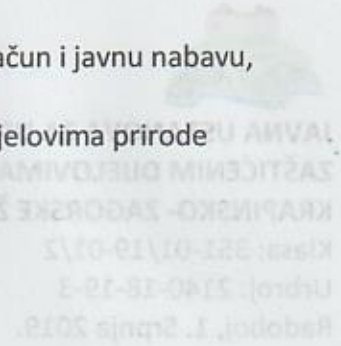 ačun i javnu nabavu,
jelovima prirode
JAVNA USTANOVA ZA
ZAŠTIĆENIM DIJELOVIMA
KRAPINSKO- ZAGORSKE Ž
Klasa: 351-01/19-01/2
Urbroj: 2140-18-19-3
Radoboj, 1. Srpnja 2019.